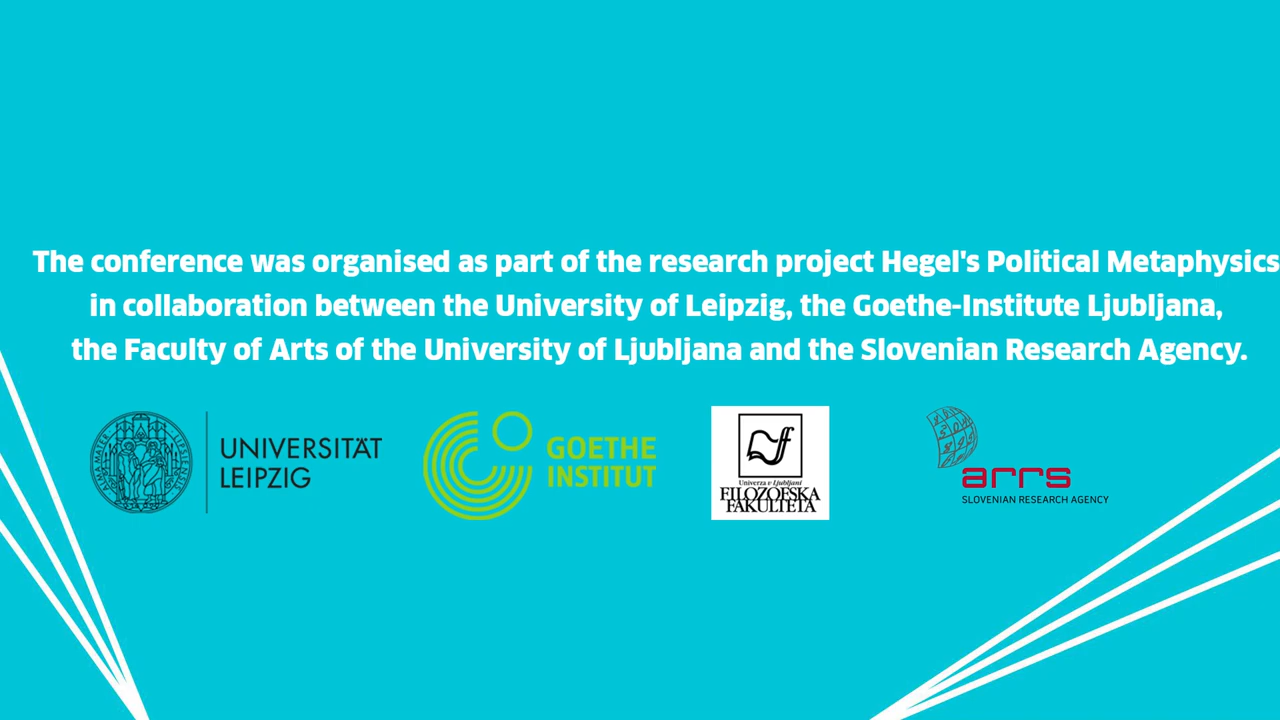 The conference was organised as part of the research project Hegel's Political Metaphysics
in collaboration between the University of Leipzig, the Goethe-Institute Ljubljana,
the Faculty of Arts of the University of Ljubljana and the Slovenian Research Agency.
UNIVERSITÄT
LEIPZIG
GOETHE
INSTITUT
Univerza v Ljubljani
FILOZOFSKA
FAKULTETA
arrs
SLOVENIAN RESEARCH AGENCY